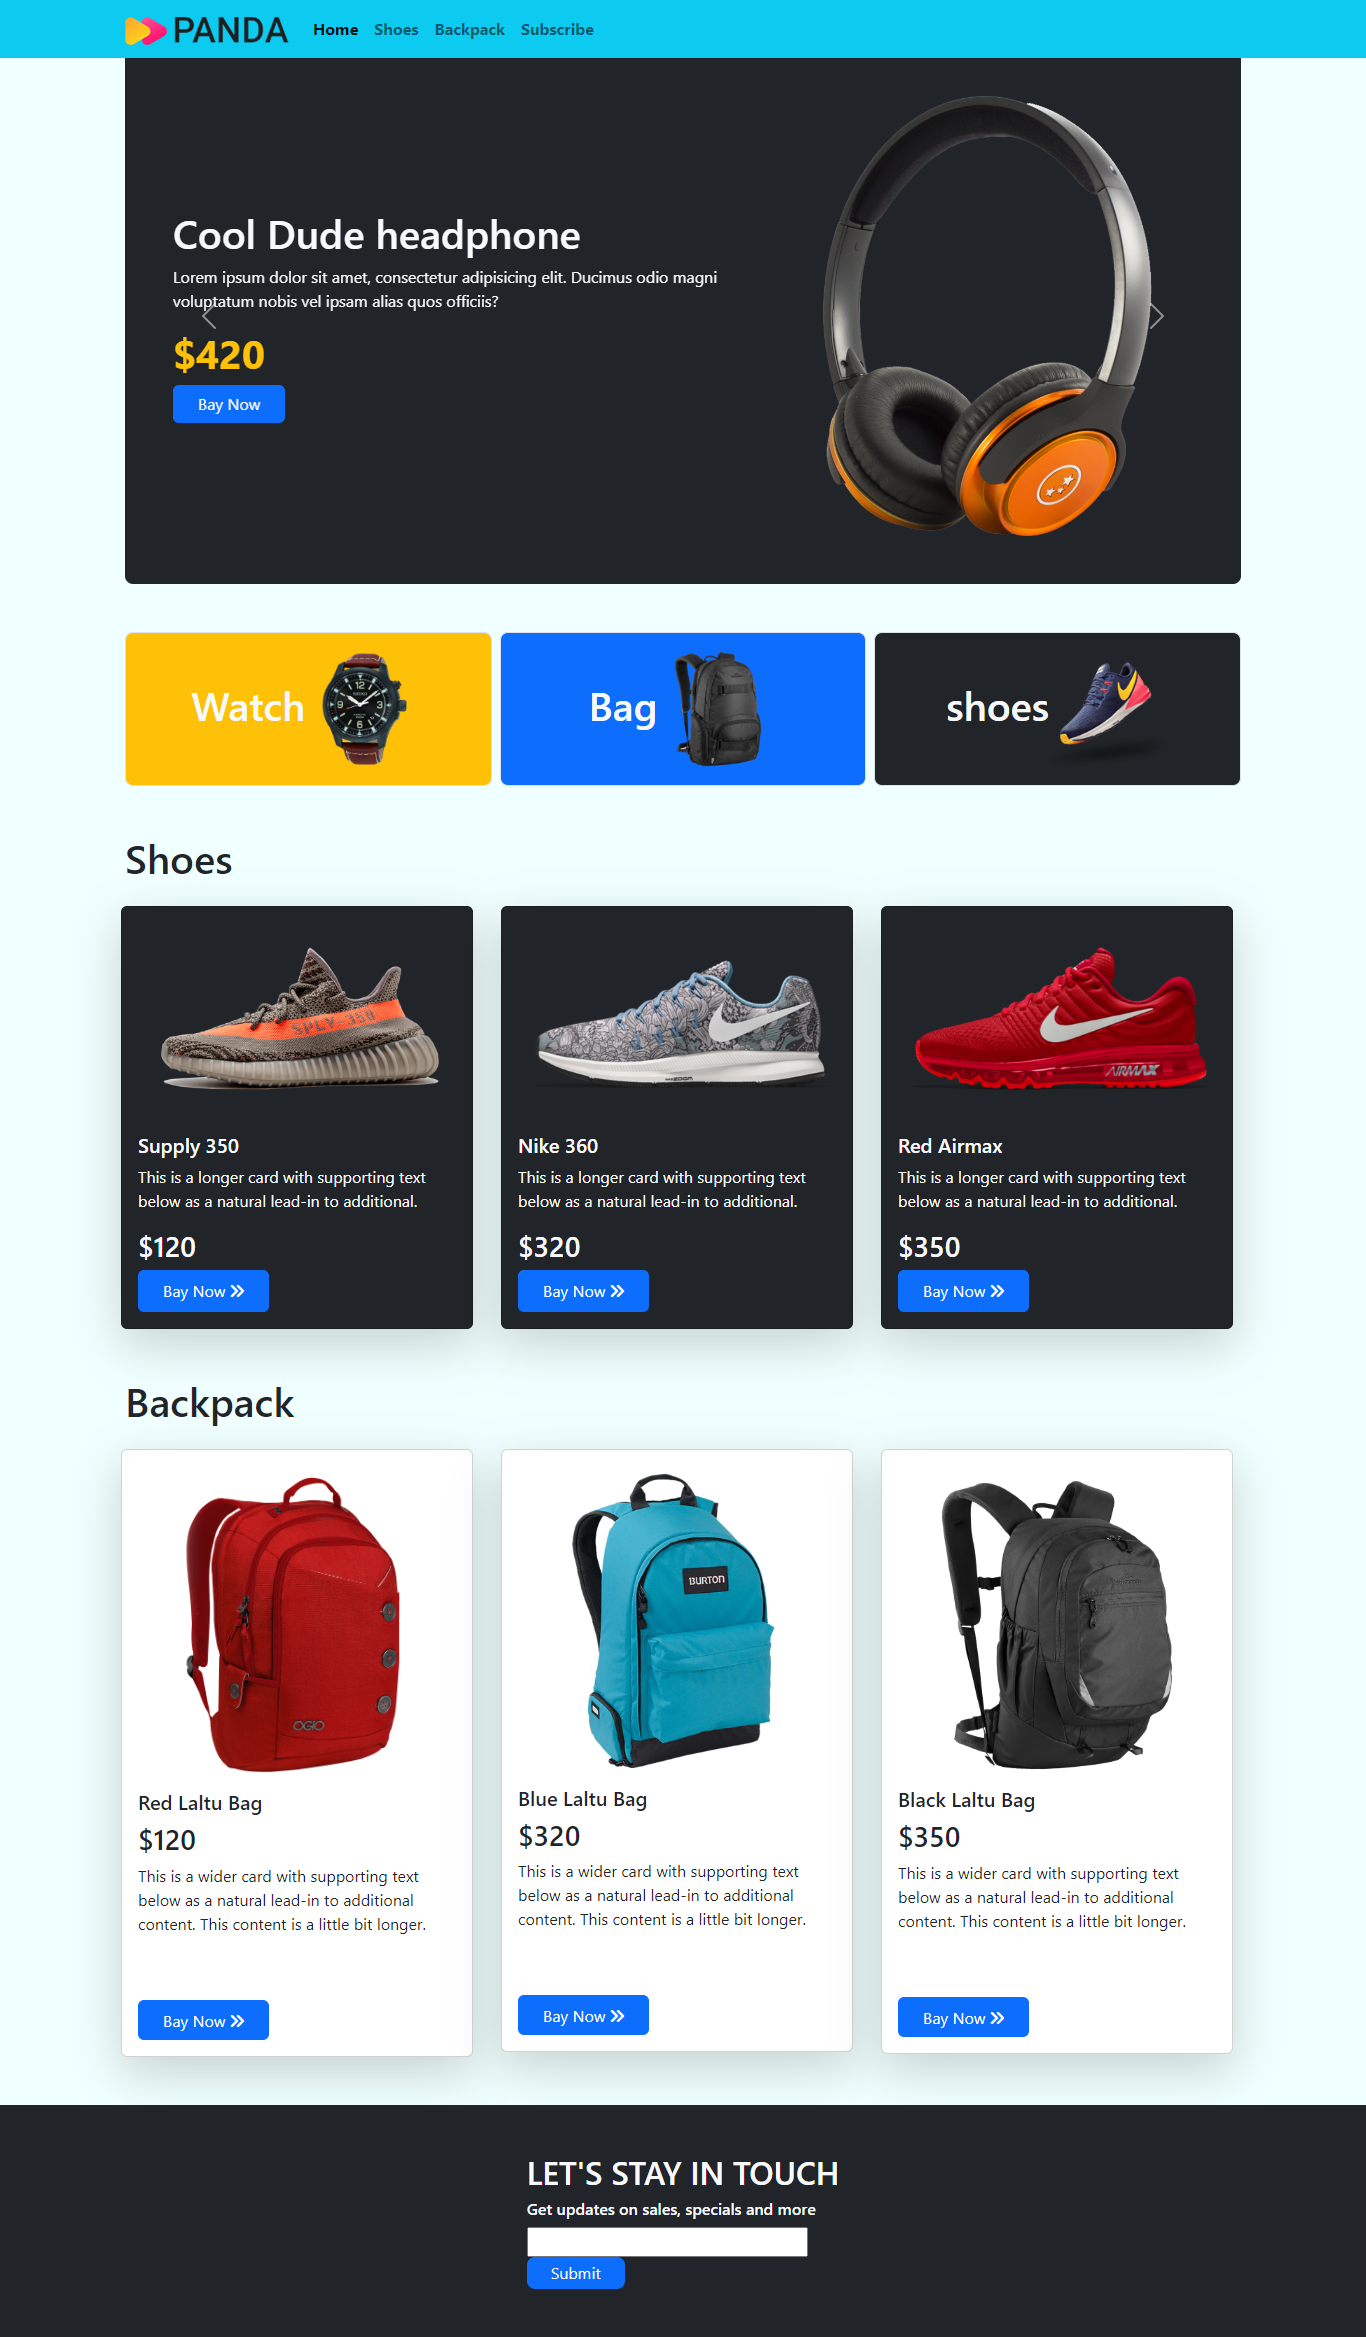 PANDA Home Shoes Backpack Subscribe
Cool Dude headphone
Lorem ipsum dolor sit amet, consectetur adipisicing elit. Ducimus odio magni
voluptatum nobis vel ipsam alias quos officiis?
$420
Bay Now
Watch
Bag
shoes
Shoes
SPLY-350
AIRMAX
Supply 350
This is a longer card with supporting text
below as a natural lead-in to additional.
$120
Bay Now
Nike 360
This is a longer card with supporting text
below as a natural lead-in to additional.
$320
Bay Now
Red Airmax
This is a longer card with supporting text
below as a natural lead-in to additional.
$350
Bay Now
Backpack
OGIO
Red Laltu Bag
$120
This is a wider card with supporting text
below as a natural lead-in to additional
content. This content is a little bit longer.
Bay Now
BURTON
Blue Laltu Bag
$320
This is a wider card with supporting text
below as a natural lead-in to additional
content. This content is a little bit longer.
Bay Now
Black Laltu Bag
$350
This is a wider card with supporting text
below as a natural lead-in to additional
content. This content is a little bit longer.
Bay Now
LET'S STAY IN TOUCH
Get updates on sales, specials and more
Submit